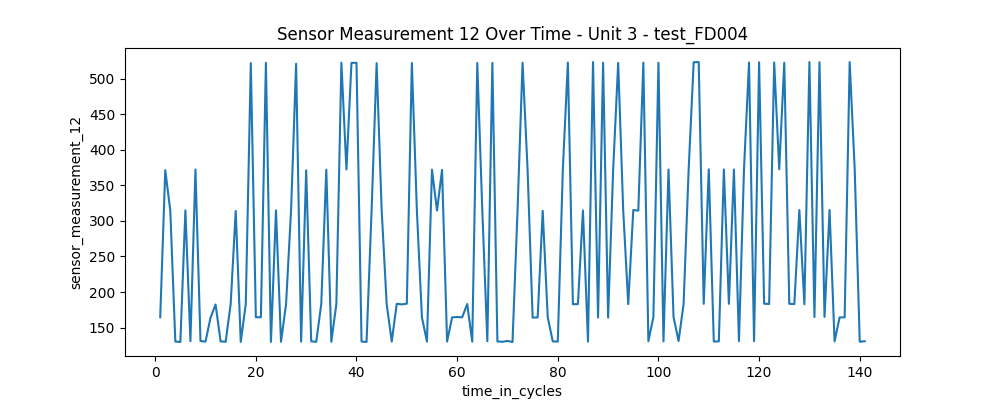 Sensor Measurement 12 Over Time - Unit 3 - test_FD004
sensor_measurement_12
500
450
400
350
300
250
200
150
0 20 40 60 80 100 120 140
time_in_cycles